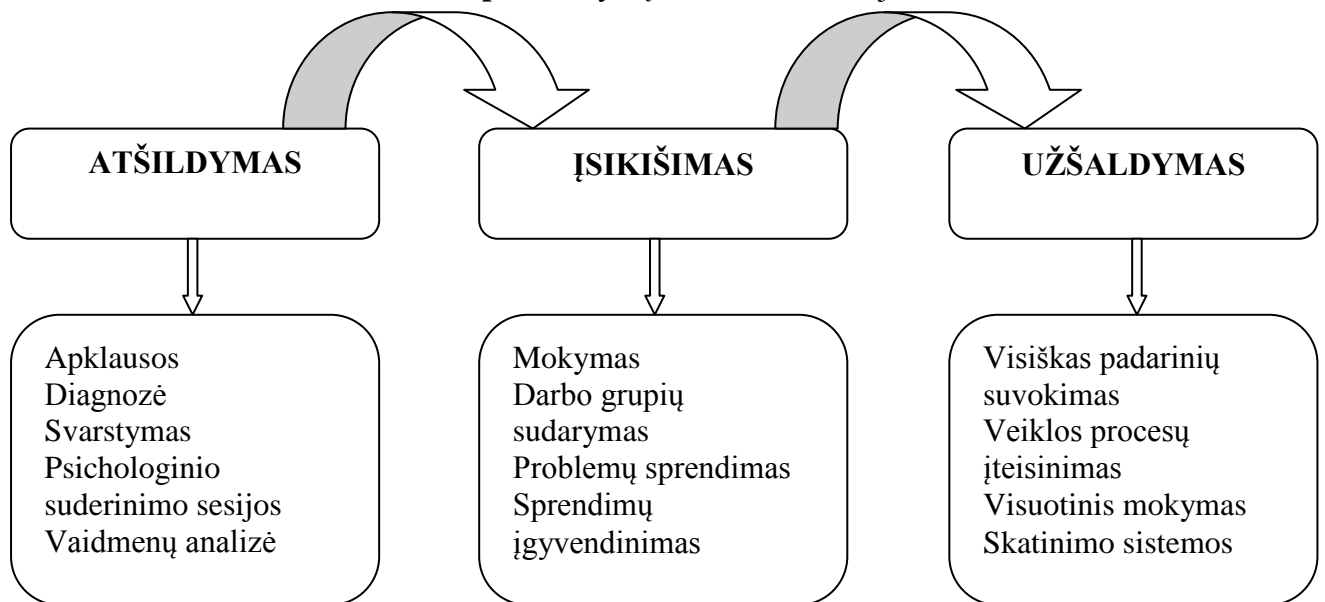 ATŠILDYMAS
ĮSIKIŠIMAS
UŽŠALDYMAS
Apklausos
Diagnozė
Svarstymas
Psichologinio
suderinimo sesijos
Vaidmenų analizė
Mokymas
Darbo grupių
sudarymas
Problemų sprendimas
Sprendimų
įgyvendinimas
Visiškas padarinių
suvokimas
Veiklos procesų
įteisinimas
Visuotinis mokymas
Skatinimo sistemos